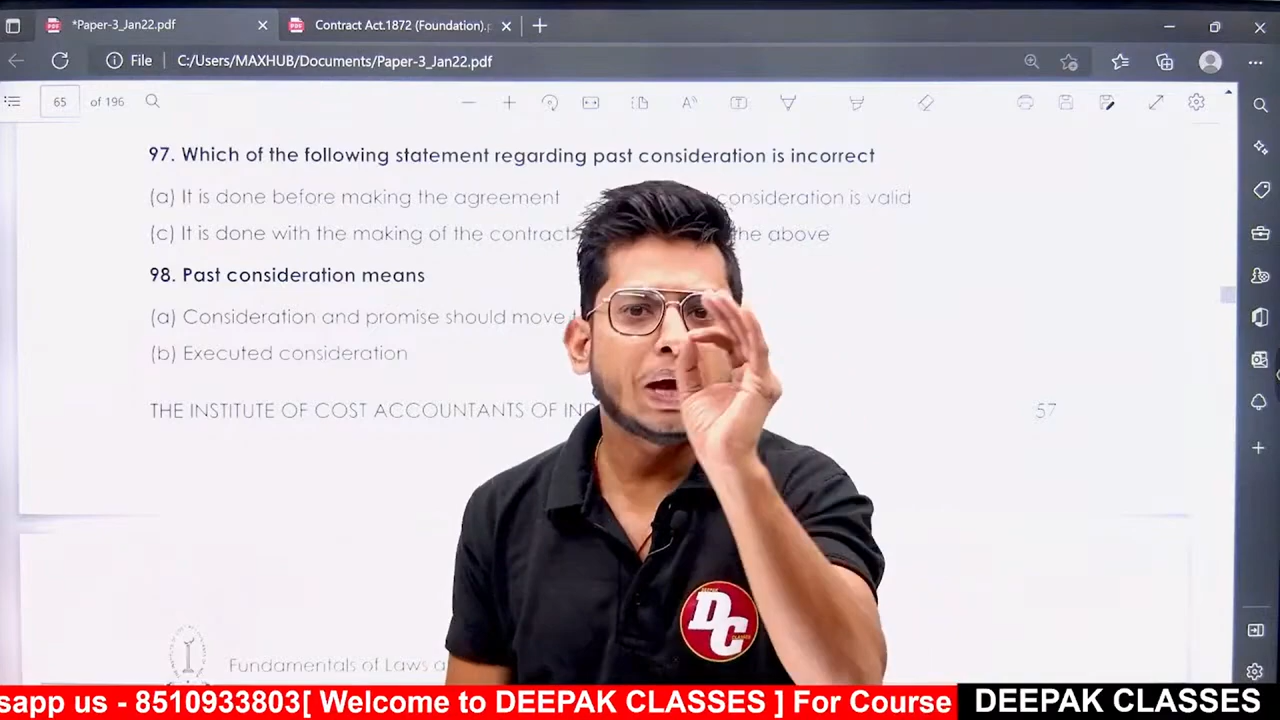 *Paper-3_Jan22.pdf
Contract Act.1872 (Foundation).p
File C:/Users/MAXHUB/Documents/Paper-3_Jan22.pdf
65 of 196
97. Which of the following statement regarding past consideration is incorrect
(a) It is done before making the agreement consideration is valid
(c) It is done with the making of the contract the above
98. Past consideration means
(a) Consideration and promise should move
(b) Executed consideration
THE INSTITUTE OF COST ACCOUNTANTS OF IND 57
DEEPAK
DC
CLASSES
Fundamentals of Laws a
sapp us - 8510933803[ Welcome to DEEPAK CLASSES ] For Course DEEPAK CLASSES